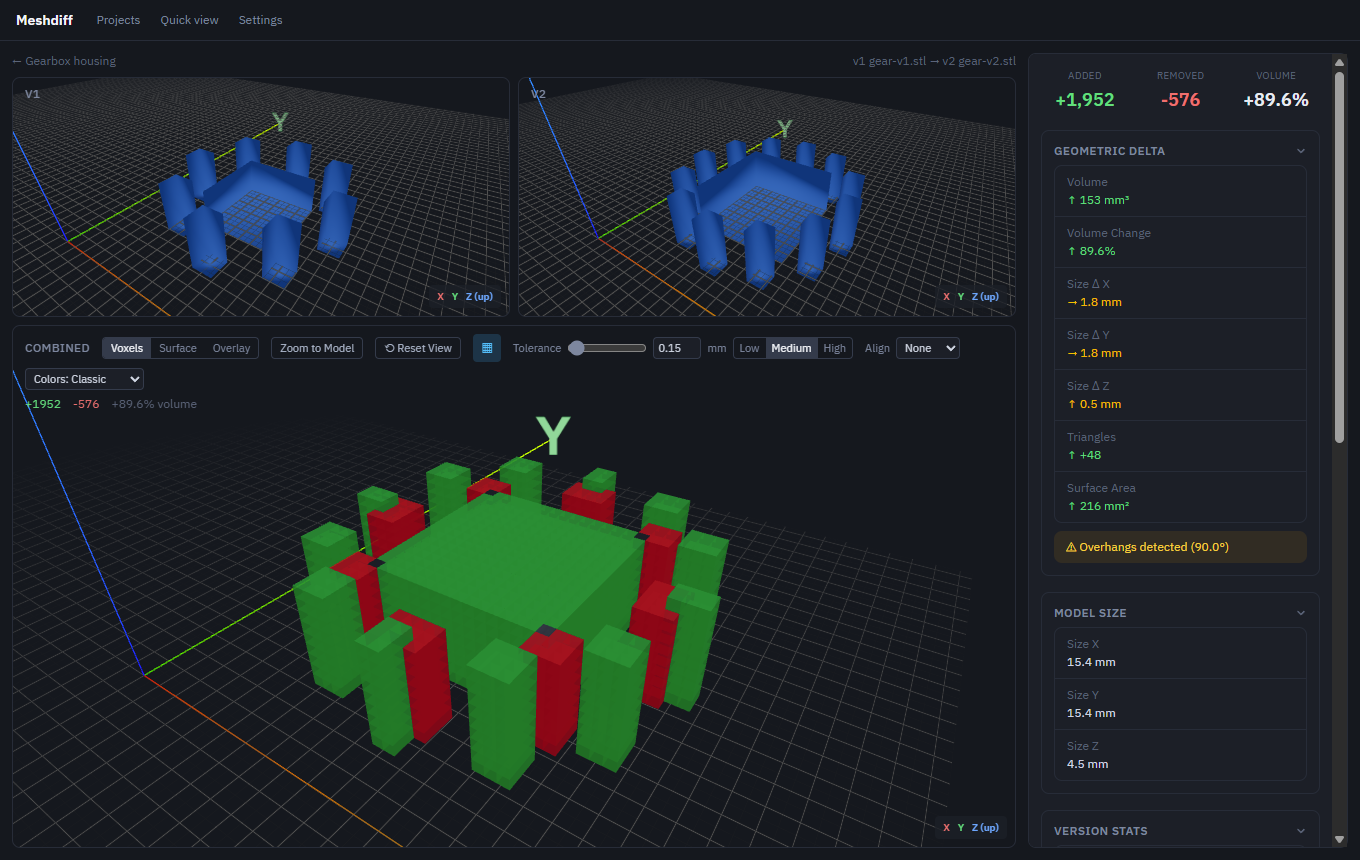 Meshdiff Projects Quick view Settings
← Gearbox housing
v1 gear-v1.stl → v2 gear-v2.stl
V1
Y
X Y Z (up)
V2
Y
X Y Z (up)
COMBINED Voxels Surface Overlay Zoom to Model ⟲ Reset View ▦ Tolerance 0.15 mm Low Medium High Align None
Colors: Classic
+1952 -576 +89.6% volume
Y
X Y Z (up)
ADDED REMOVED VOLUME
+1,952 -576 +89.6%
GEOMETRIC DELTA
Volume
↑ 153 mm³
Volume Change
↑ 89.6%
Size Δ X
→ 1.8 mm
Size Δ Y
→ 1.8 mm
Size Δ Z
↑ 0.5 mm
Triangles
↑ +48
Surface Area
↑ 216 mm²
⚠ Overhangs detected (90.0°)
MODEL SIZE
Size X
15.4 mm
Size Y
15.4 mm
Size Z
4.5 mm
VERSION STATS